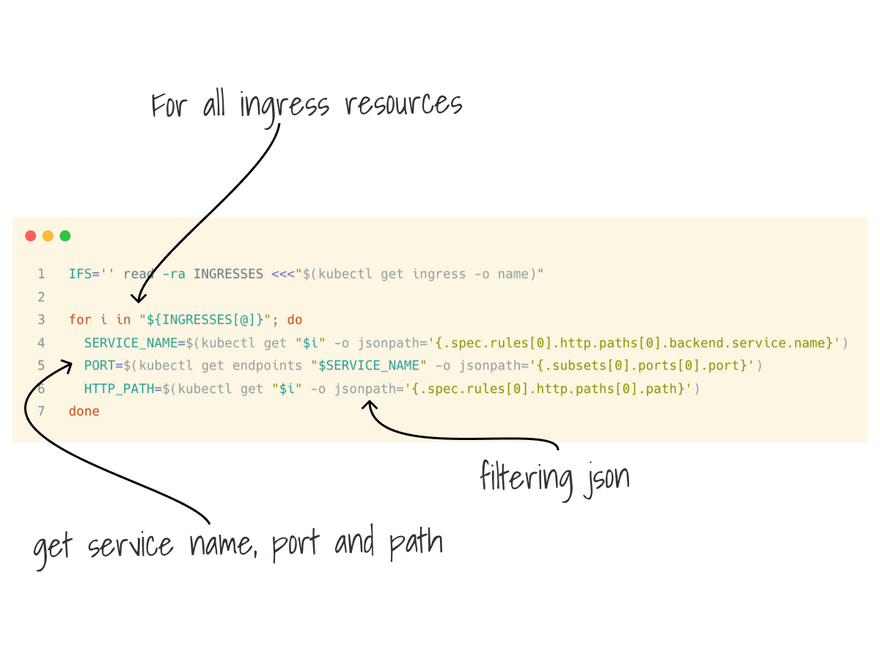 For all ingress resources
1 IFS='' read -ra INGRESSES <<<"$(kubectl get ingress -o name)"
2
3 for i in "${INGRESSES[@]}"; do
4 SERVICE_NAME=$(kubectl get "$i" -o jsonpath='{.spec.rules[0].http.paths[0].backend.service.name}')
5 PORT=$(kubectl get endpoints "$SERVICE_NAME" -o jsonpath='{.subsets[0].ports[0].port}')
6 HTTP_PATH=$(kubectl get "$i" -o jsonpath='{.spec.rules[0].http.paths[0].path}')
7 done
filtering json
get service name, port and path